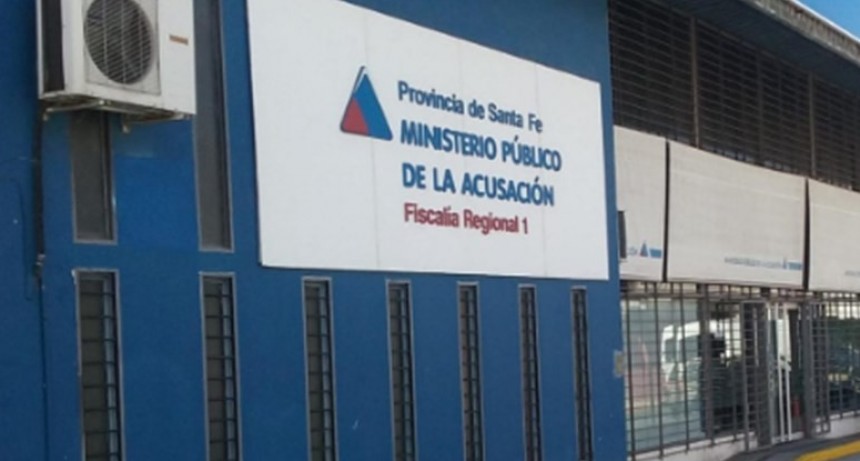 Provincia de Santa Fe
MINISTERIO PÚBLICO
DE LA ACUSACIÓN
Fiscalía Regional 1